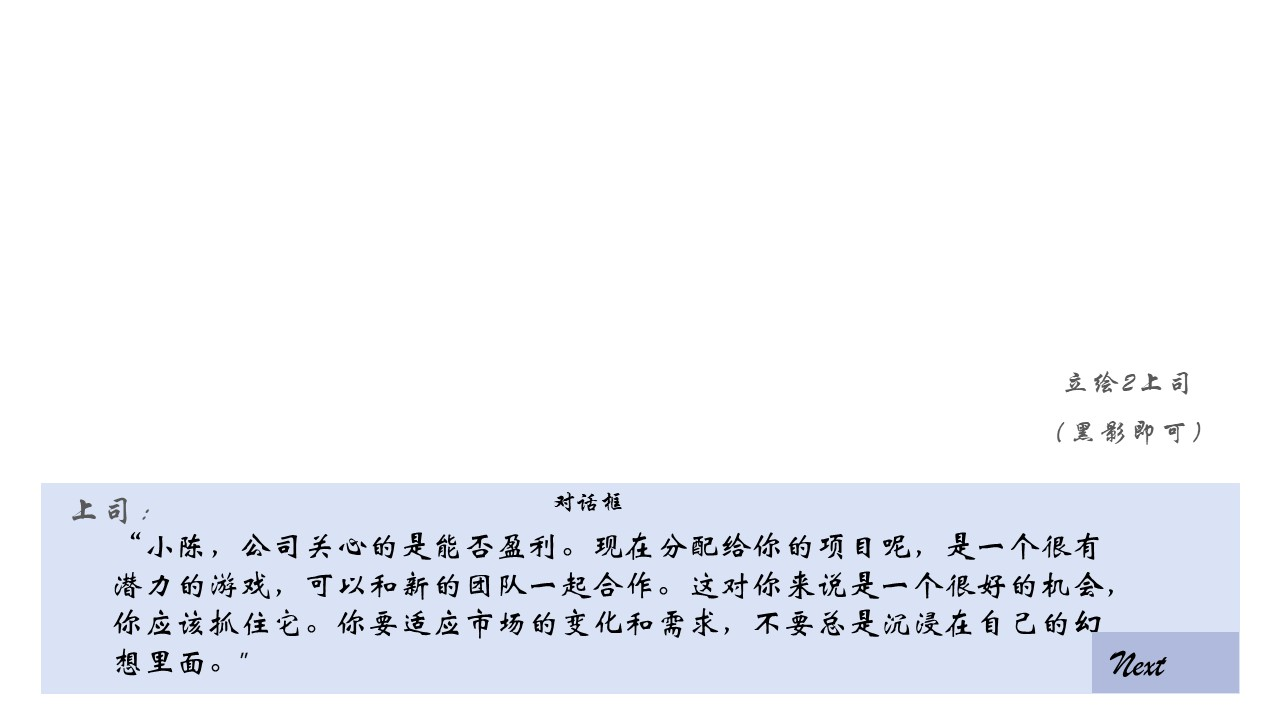 立绘2上司
（黑影即可）
对话框
上司：
“小陈，公司关心的是能否盈利。现在分配给你的项目呢，是一个很有
潜力的游戏，可以和新的团队一起合作。这对你来说是一个很好的机会，
你应该抓住它。你要适应市场的变化和需求，不要总是沉浸在自己的幻
想里面。”
Next